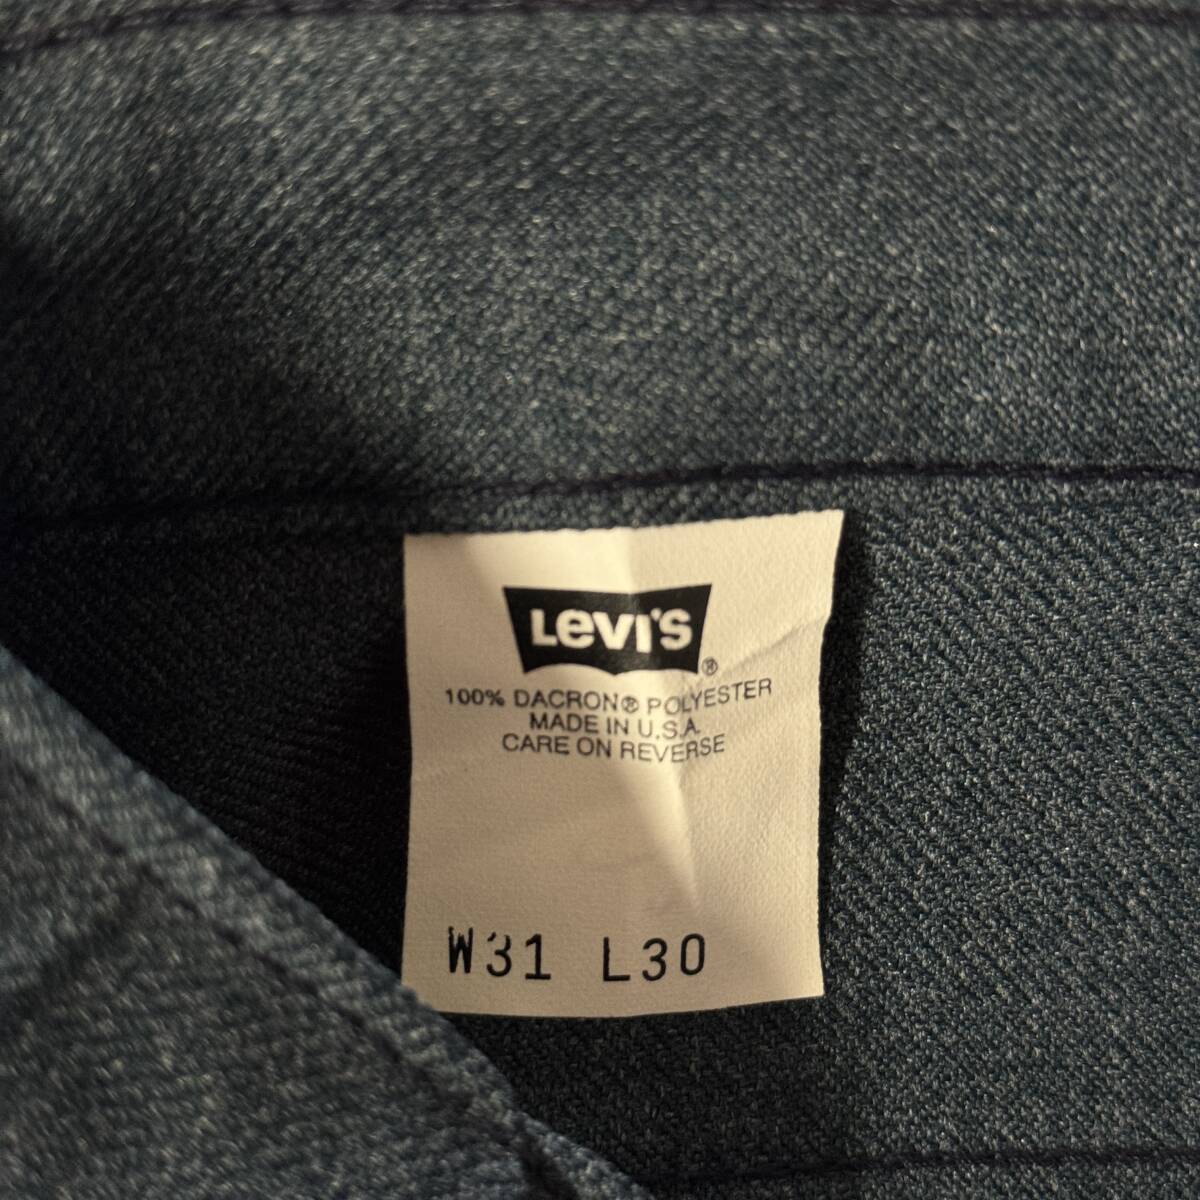 LEVI'S ®
100% DACRON® POLYESTER
MADE IN U.S.A.
CARE ON REVERSE
W31 L30